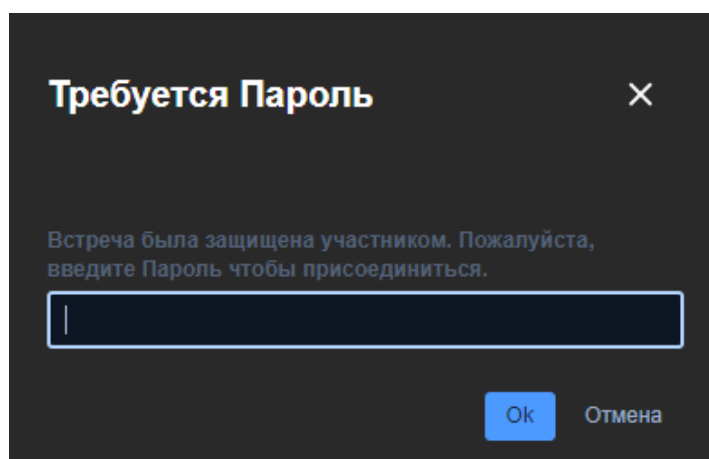 Требуется Пароль
Встреча была защищена участником. Пожалуйста,
введите Пароль чтобы присоединиться.
Ok
Отмена